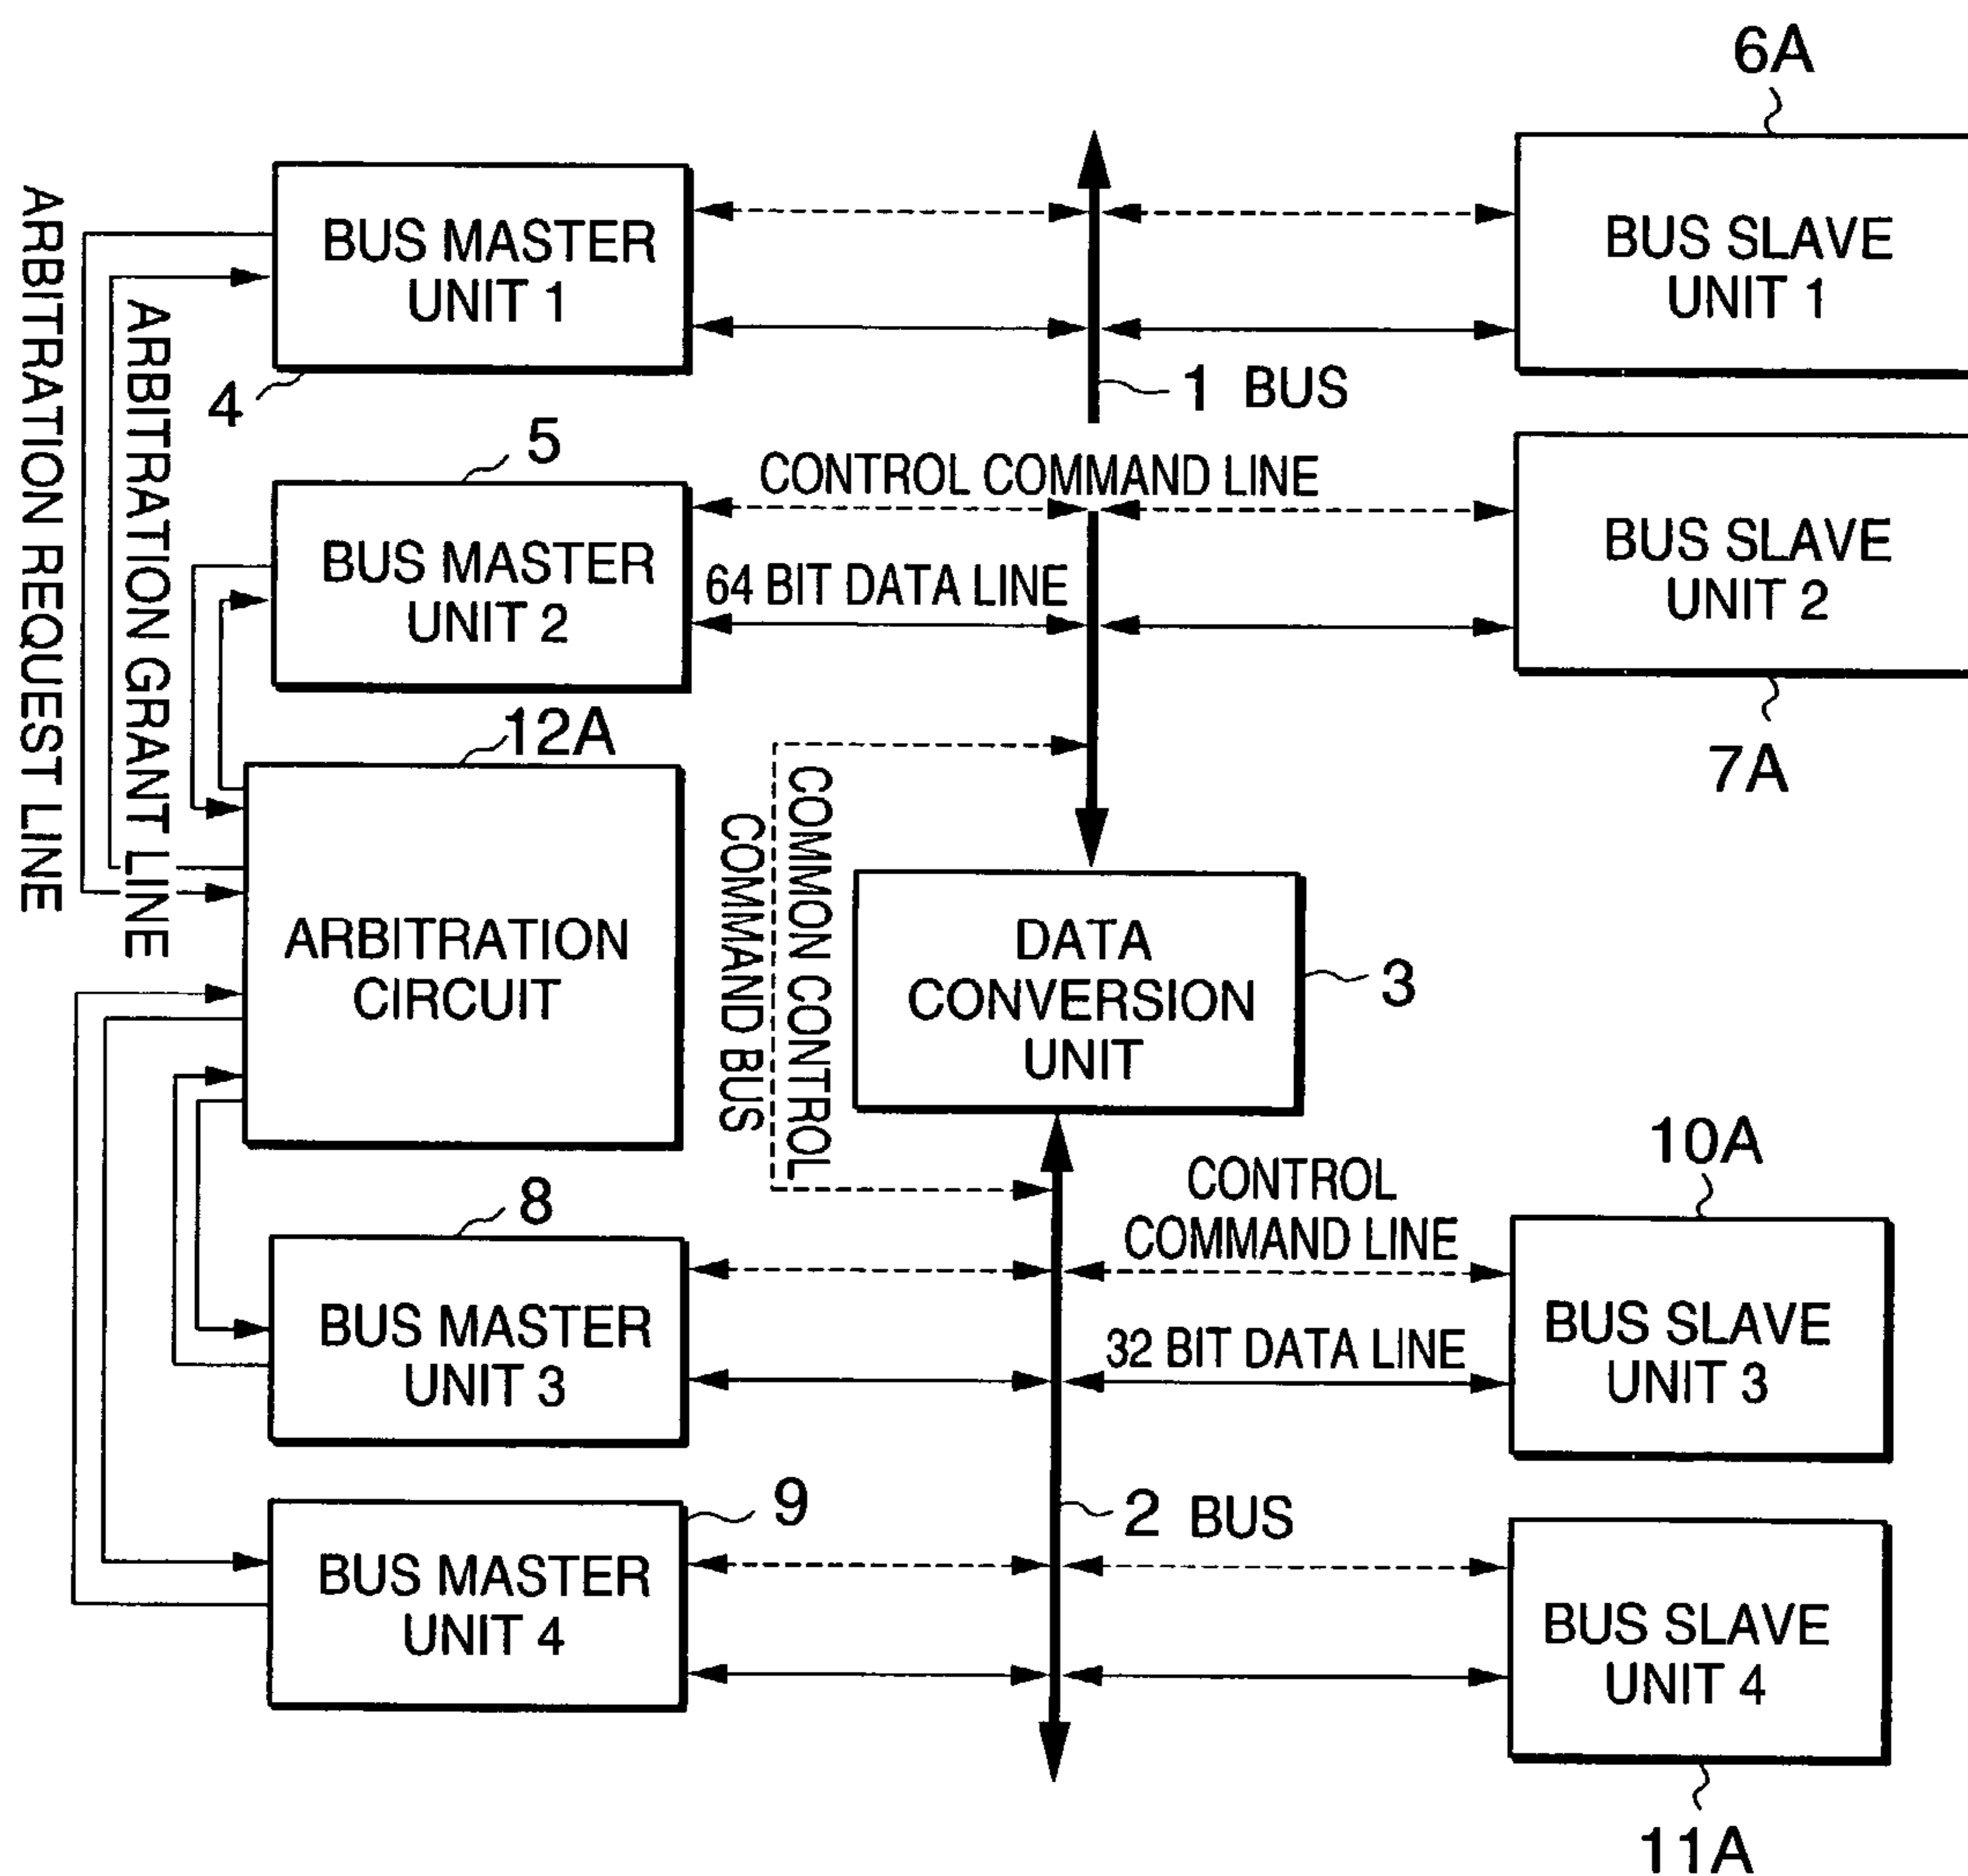 6A
BUS MASTER
UNIT 1
BUS SLAVE
UNIT 1
4
1 BUS
ARBITRATION REQUEST LINE
ARBITRATION GRANT LINE
5
CONTROL COMMAND LINE
BUS MASTER
UNIT 2
64 BIT DATA LINE
BUS SLAVE
UNIT 2
7A
12A
ARBITRATION
CIRCUIT
COMMON CONTROL
COMMAND BUS
DATA
CONVERSION
UNIT
3
10A
8
CONTROL
COMMAND LINE
BUS MASTER
UNIT 3
32 BIT DATA LINE
BUS SLAVE
UNIT 3
9
2 BUS
BUS MASTER
UNIT 4
BUS SLAVE
UNIT 4
11A